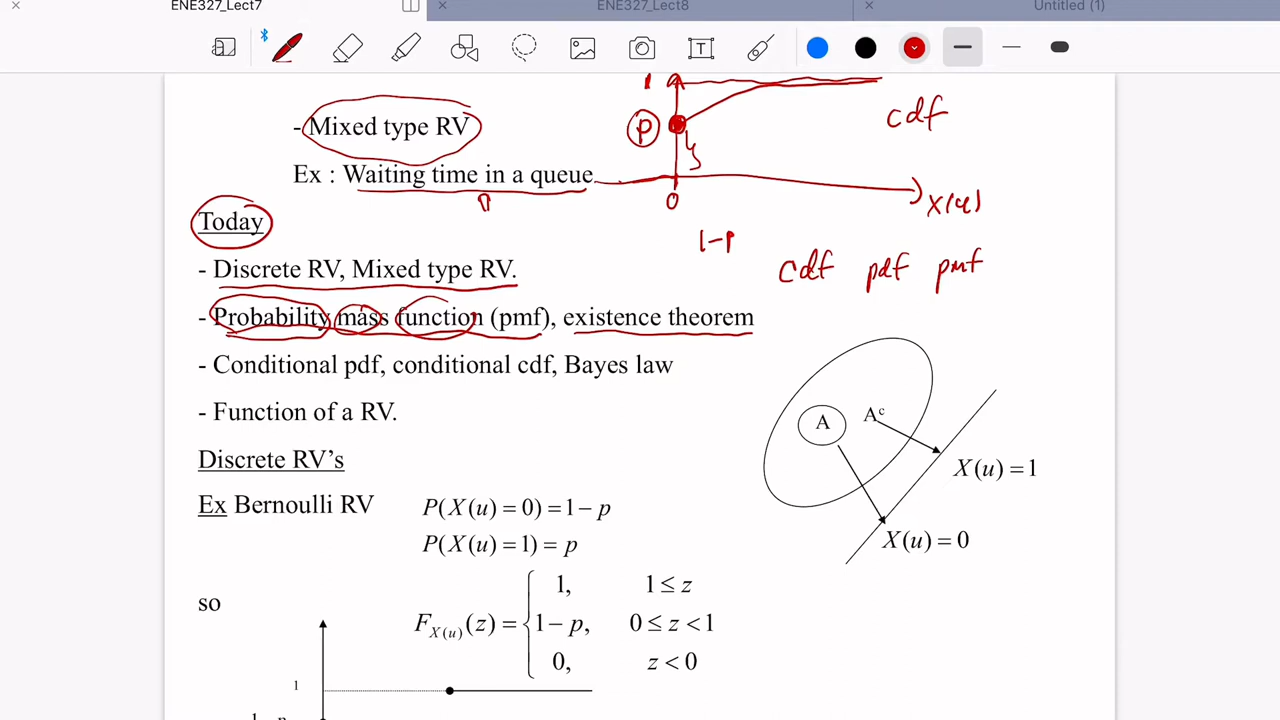 ENE327_Lect7
ENE327_Lect8
Untitled (1)
T
1
- Mixed type RV
P
cdf
Ex : Waiting time in a queue
0
X(u)
Today
1-P
- Discrete RV, Mixed type RV.
cdf pdf pmf
- Probability mass function (pmf), existence theorem
- Conditional pdf, conditional cdf, Bayes law
- Function of a RV.
A
Aᶜ
X(u) = 1
X(u) = 0
Discrete RV's
Ex Bernoulli RV
P(X(u) = 0) = 1 − p
P(X(u) = 1) = p
so
F_{X(u)}(z) = { 1, 1 ≤ z
1 − p, 0 ≤ z < 1
0, z < 0
1